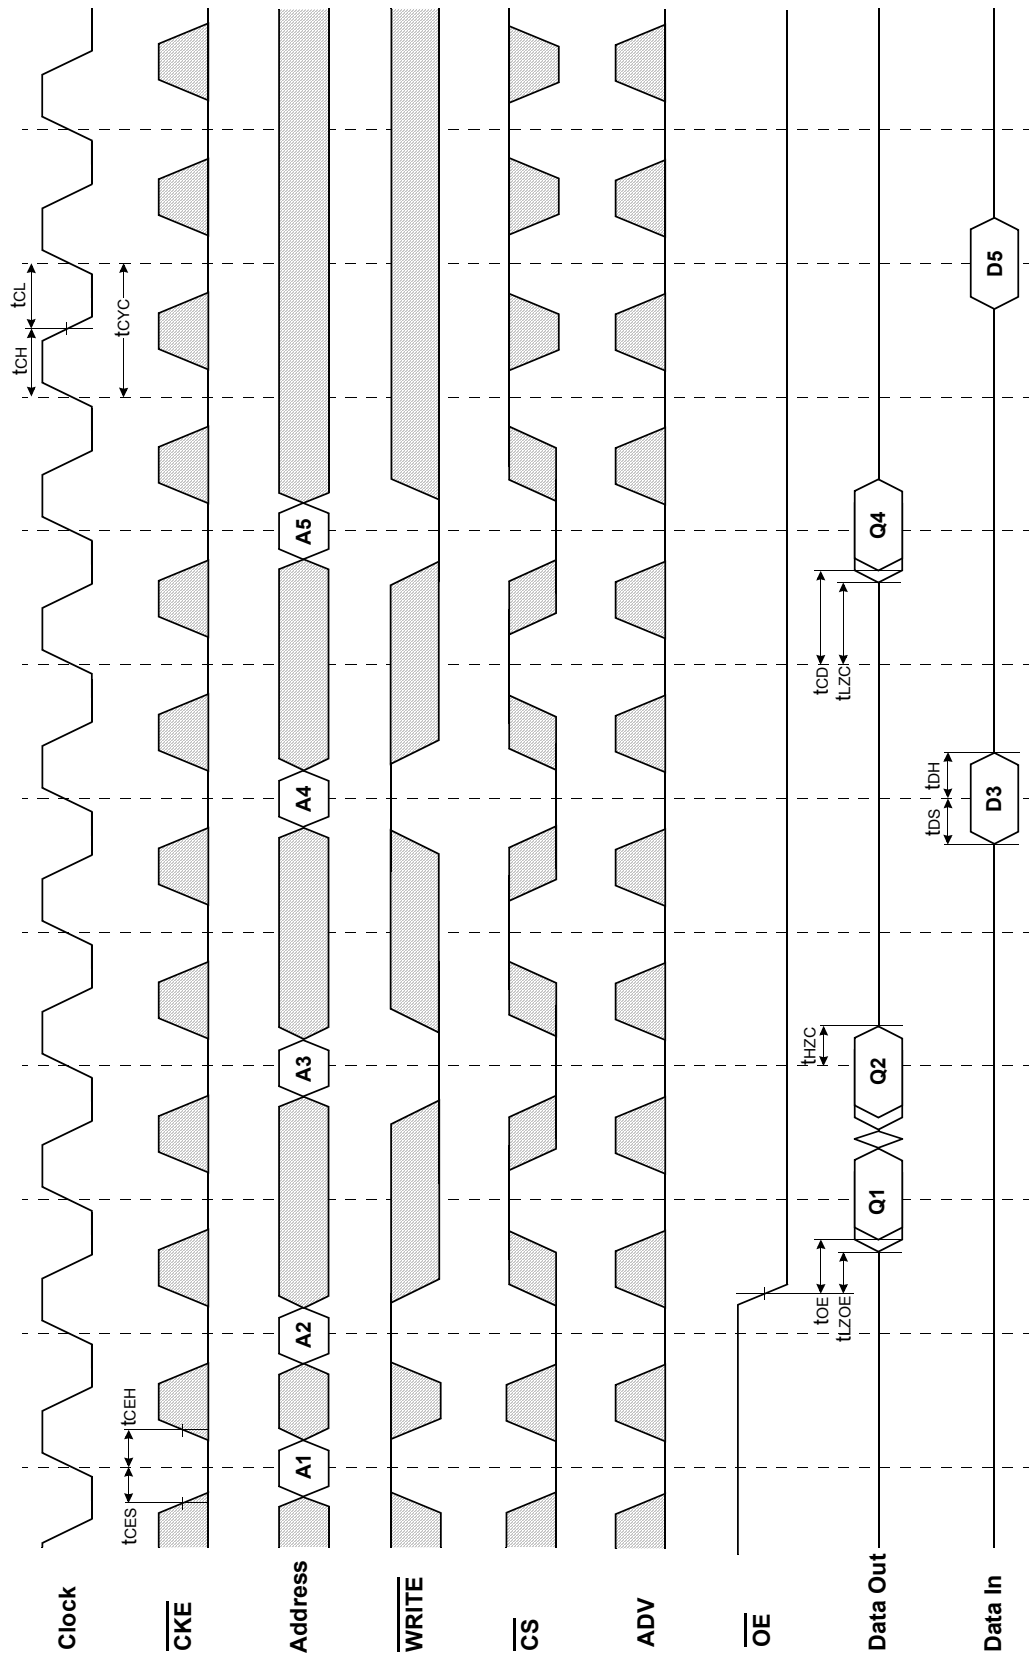 Clock
tCH
tCL
tCYC
CKE
tCES
tCEH
Address
A1
A2
A3
A4
A5
WRITE
CS
ADV
OE
Data Out
tOE
tLZOE
Q1
Q2
tHZC
tCD
tLZC
Q4
Data In
tDS
tDH
D3
D5